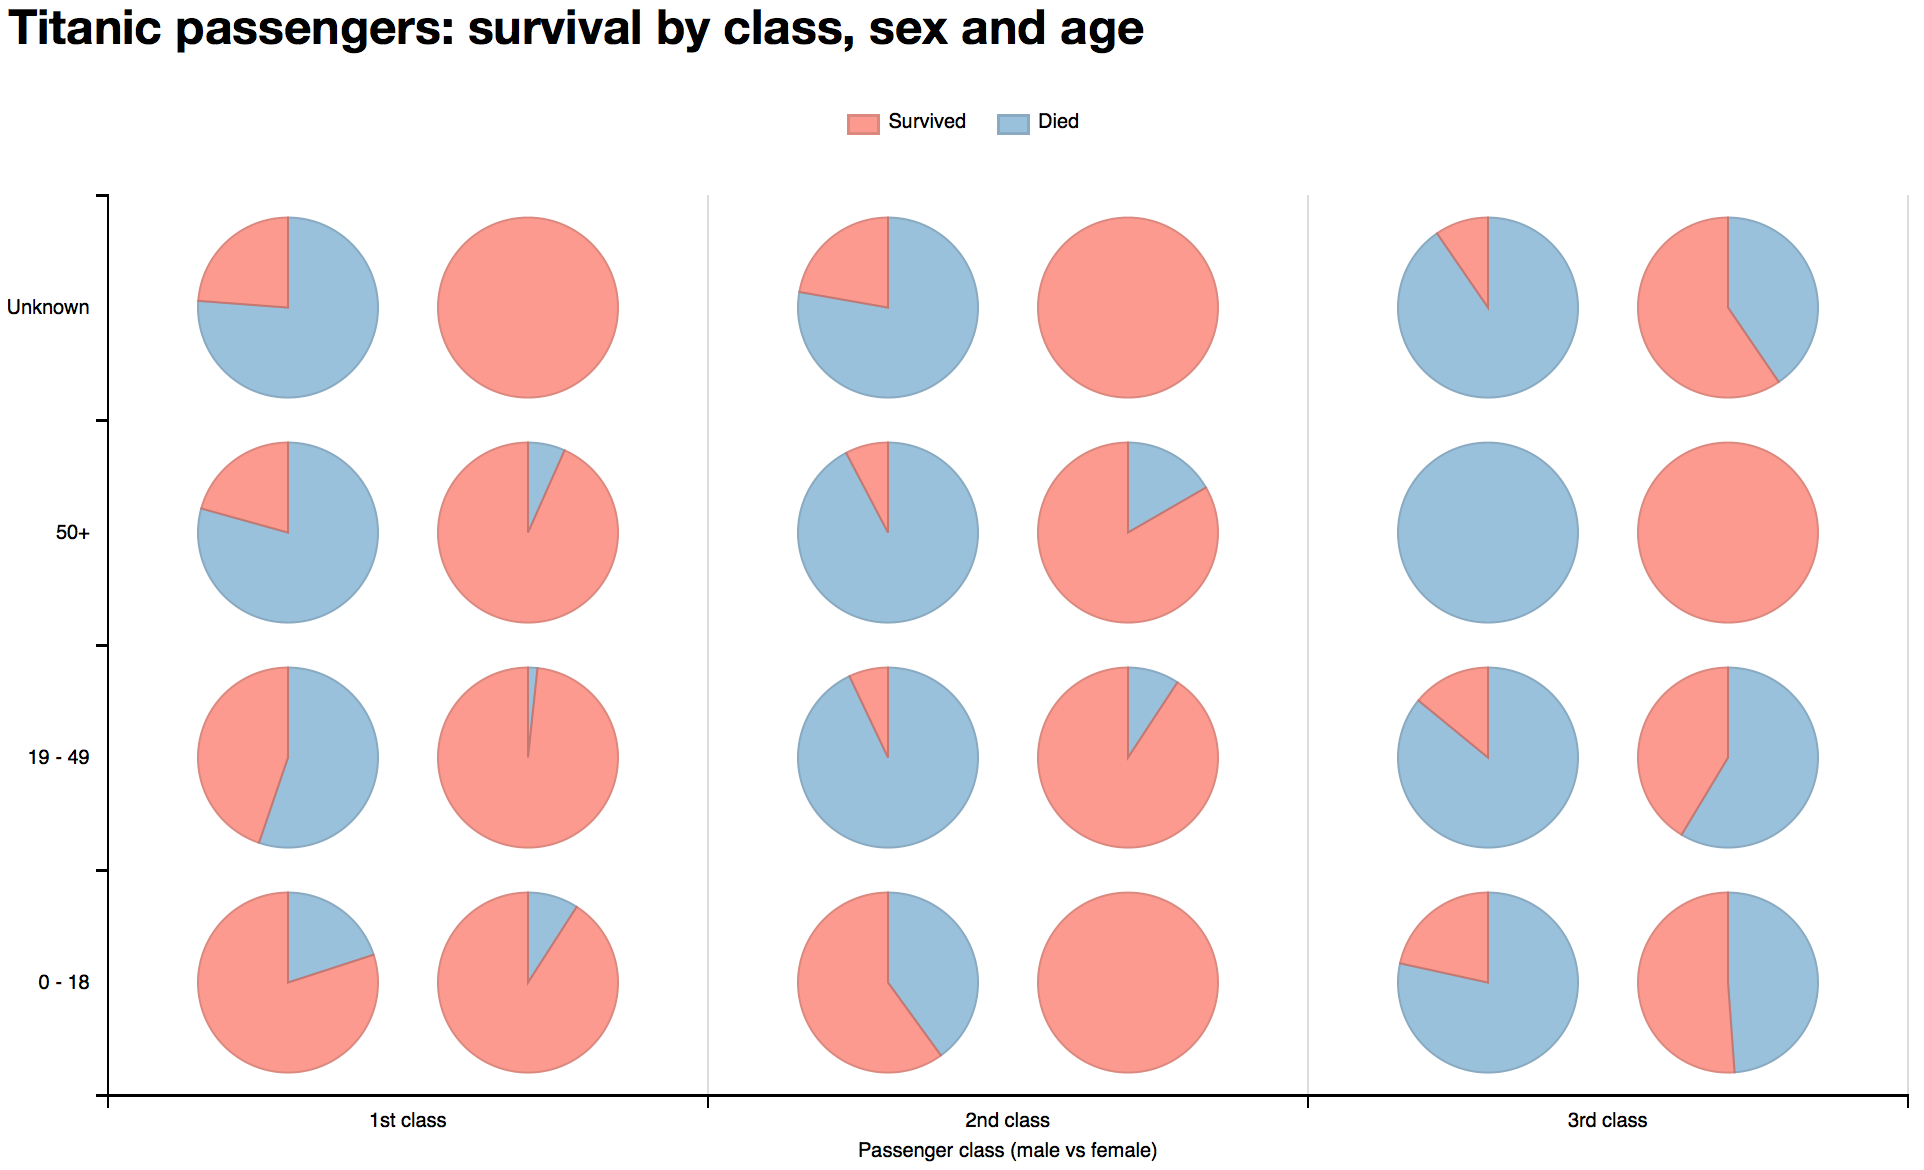 Titanic passengers: survival by class, sex and age
Survived
Died
Unknown
50+
19 - 49
0 - 18
1st class
2nd class
3rd class
Passenger class (male vs female)